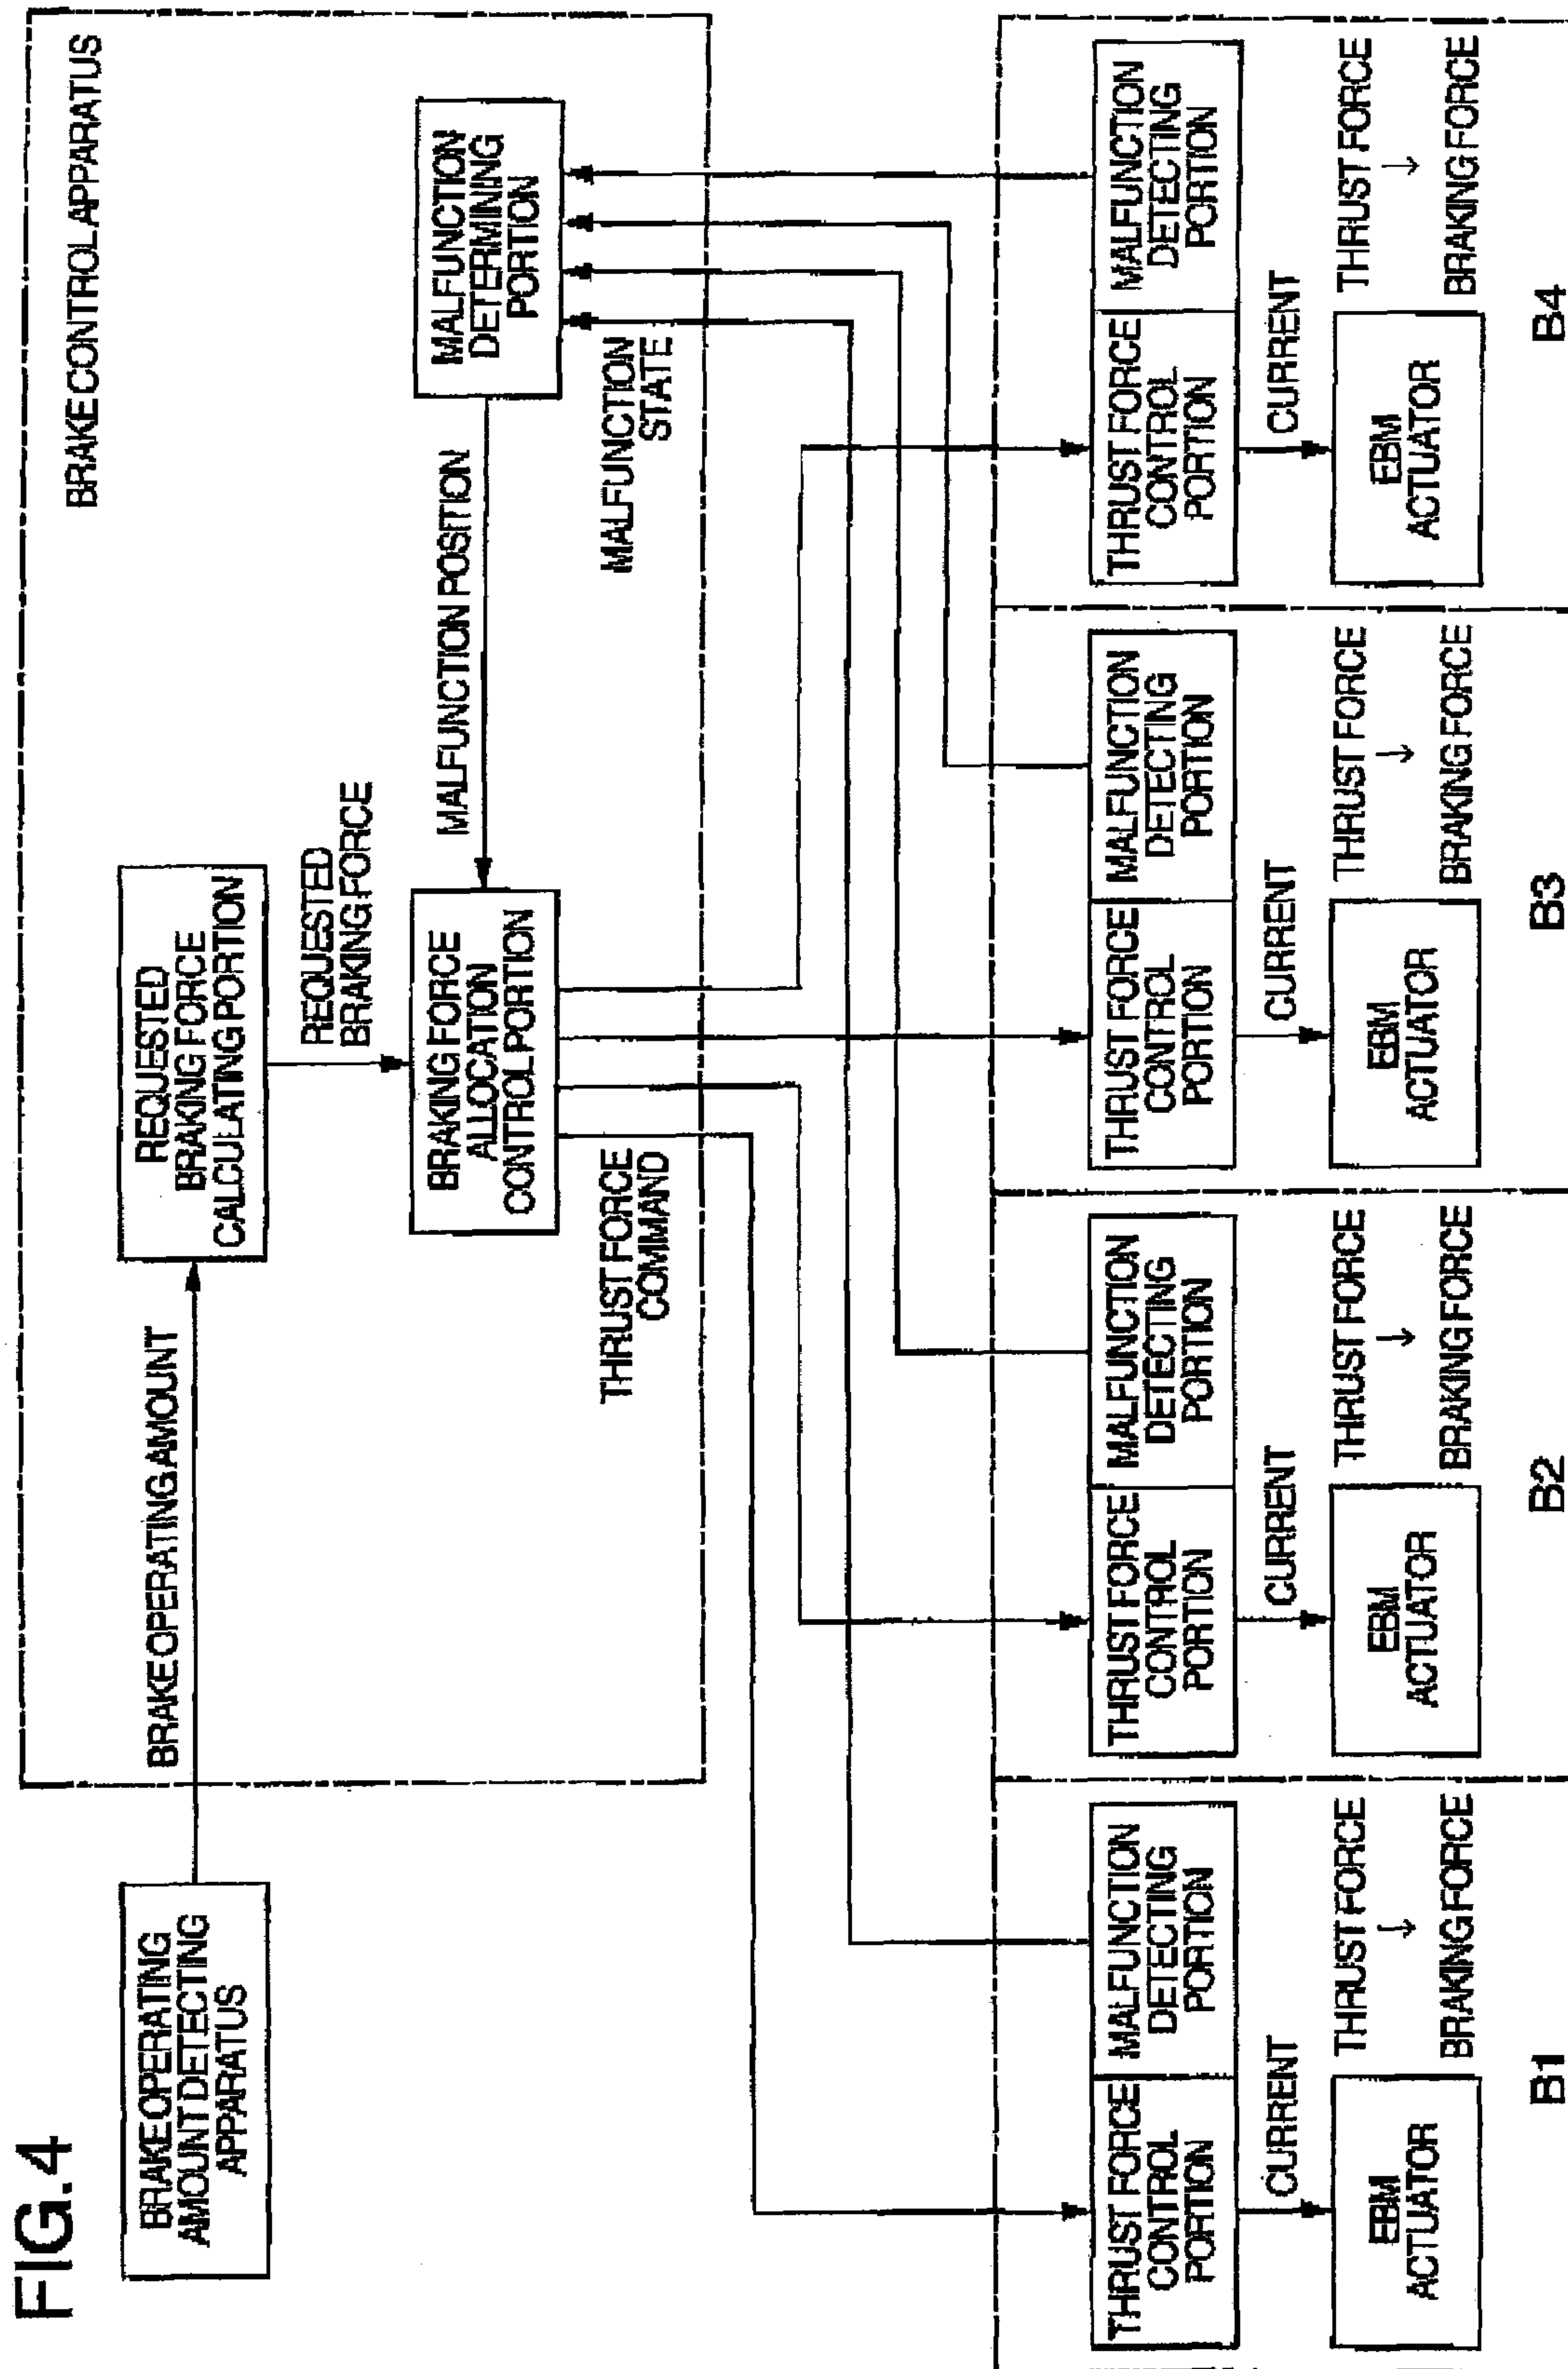 FIG.4
BRAKE OPERATING
AMOUNT DETECTING
APPARATUS
BRAKE OPERATING AMOUNT
BRAKE CONTROL APPARATUS
REQUESTED
BRAKING FORCE
CALCULATING PORTION
REQUESTED
BRAKING FORCE
BRAKING FORCE
ALLOCATION
CONTROL PORTION
MALFUNCTION POSITION
MALFUNCTION
DETERMINING
PORTION
THRUST FORCE
COMMAND
MALFUNCTION
STATE
THRUST FORCE
CONTROL
PORTION
MALFUNCTION
DETECTING
PORTION
CURRENT
EBM
ACTUATOR
THRUST FORCE
↓
BRAKING FORCE
B1
THRUST FORCE
CONTROL
PORTION
MALFUNCTION
DETECTING
PORTION
CURRENT
EBM
ACTUATOR
THRUST FORCE
↓
BRAKING FORCE
B2
THRUST FORCE
CONTROL
PORTION
MALFUNCTION
DETECTING
PORTION
CURRENT
EBM
ACTUATOR
THRUST FORCE
↓
BRAKING FORCE
B3
THRUST FORCE
CONTROL
PORTION
MALFUNCTION
DETECTING
PORTION
CURRENT
EBM
ACTUATOR
THRUST FORCE
↓
BRAKING FORCE
B4